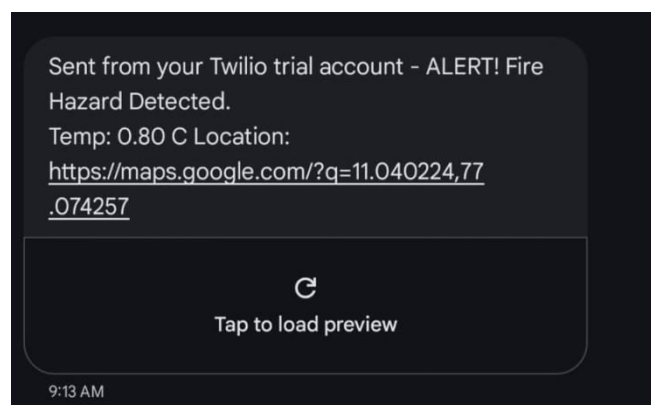 Sent from your Twilio trial account - ALERT! Fire
Hazard Detected.
Temp: 0.80 C Location:
https://maps.google.com/?q=11.040224,77
.074257
Tap to load preview
9:13 AM